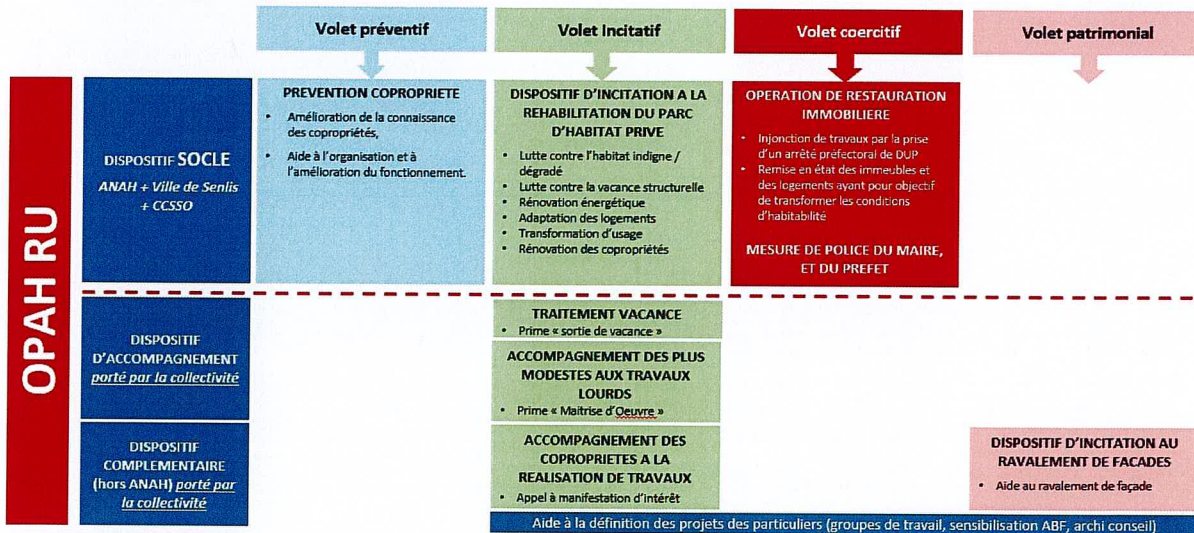 Volet préventif
Volet Incitatif
Volet coercitif
Volet patrimonial
OPAH RU
DISPOSITIF SOCLE
ANAH + Ville de Senlis
+ CCSSO
PREVENTION COPROPRIETE
• Amélioration de la connaissance
des copropriétés,
• Aide à l'organisation et à
l'amélioration du fonctionnement.
DISPOSITIF D'INCITATION A LA
REHABILITATION DU PARC
D'HABITAT PRIVE
• Lutte contre l'habitat indigne /
dégradé
• Lutte contre la vacance structurelle
• Rénovation énergétique
• Adaptation des logements
• Transformation d'usage
• Rénovation des copropriétés
OPERATION DE RESTAURATION
IMMOBILIERE
• Injonction de travaux par la prise
d'un arrêté préfectoral de DUP
• Remise en état des immeubles et
des logements ayant pour objectif
de transformer les conditions
d'habitabilité
MESURE DE POLICE DU MAIRE,
ET DU PREFET
DISPOSITIF
D'ACCOMPAGNEMENT
porté par la collectivité
TRAITEMENT VACANCE
• Prime « sortie de vacance »
ACCOMPAGNEMENT DES PLUS
MODESTES AUX TRAVAUX
LOURDS
• Prime « Maitrise d'Oeuvre »
DISPOSITIF
COMPLEMENTAIRE
(hors ANAH) porté par
la collectivité
ACCOMPAGNEMENT DES
COPROPRIETES A LA
REALISATION DE TRAVAUX
• Appel à manifestation d'intérêt
DISPOSITIF D'INCITATION AU
RAVALEMENT DE FACADES
• Aide au ravalement de façade
Aide à la définition des projets des particuliers (groupes de travail, sensibilisation ABF, archi conseil)